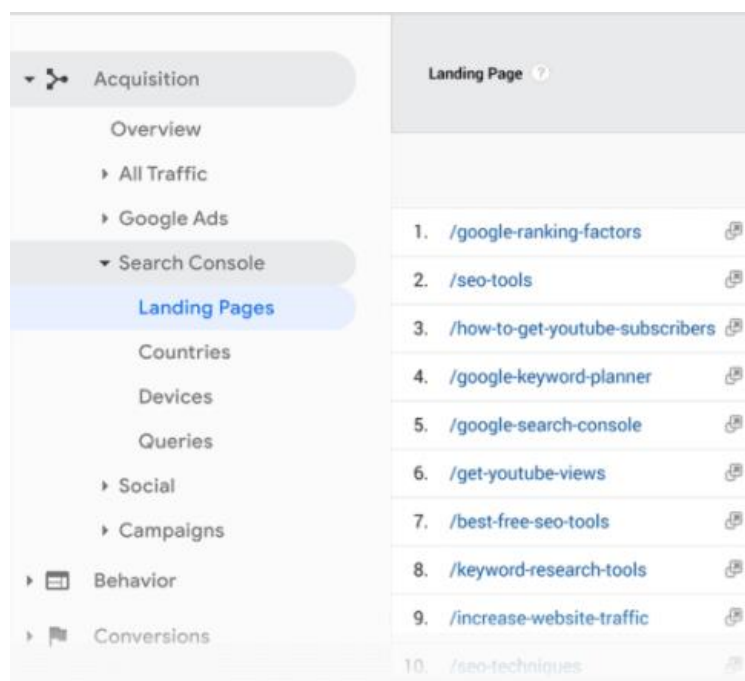 Acquisition
Overview
All Traffic
Google Ads
Search Console
Landing Pages
Countries
Devices
Queries
Social
Campaigns
Behavior
Conversions
Landing Page ?
1. /google-ranking-factors
2. /seo-tools
3. /how-to-get-youtube-subscribers
4. /google-keyword-planner
5. /google-search-console
6. /get-youtube-views
7. /best-free-seo-tools
8. /keyword-research-tools
9. /increase-website-traffic
10. /seo-techniques